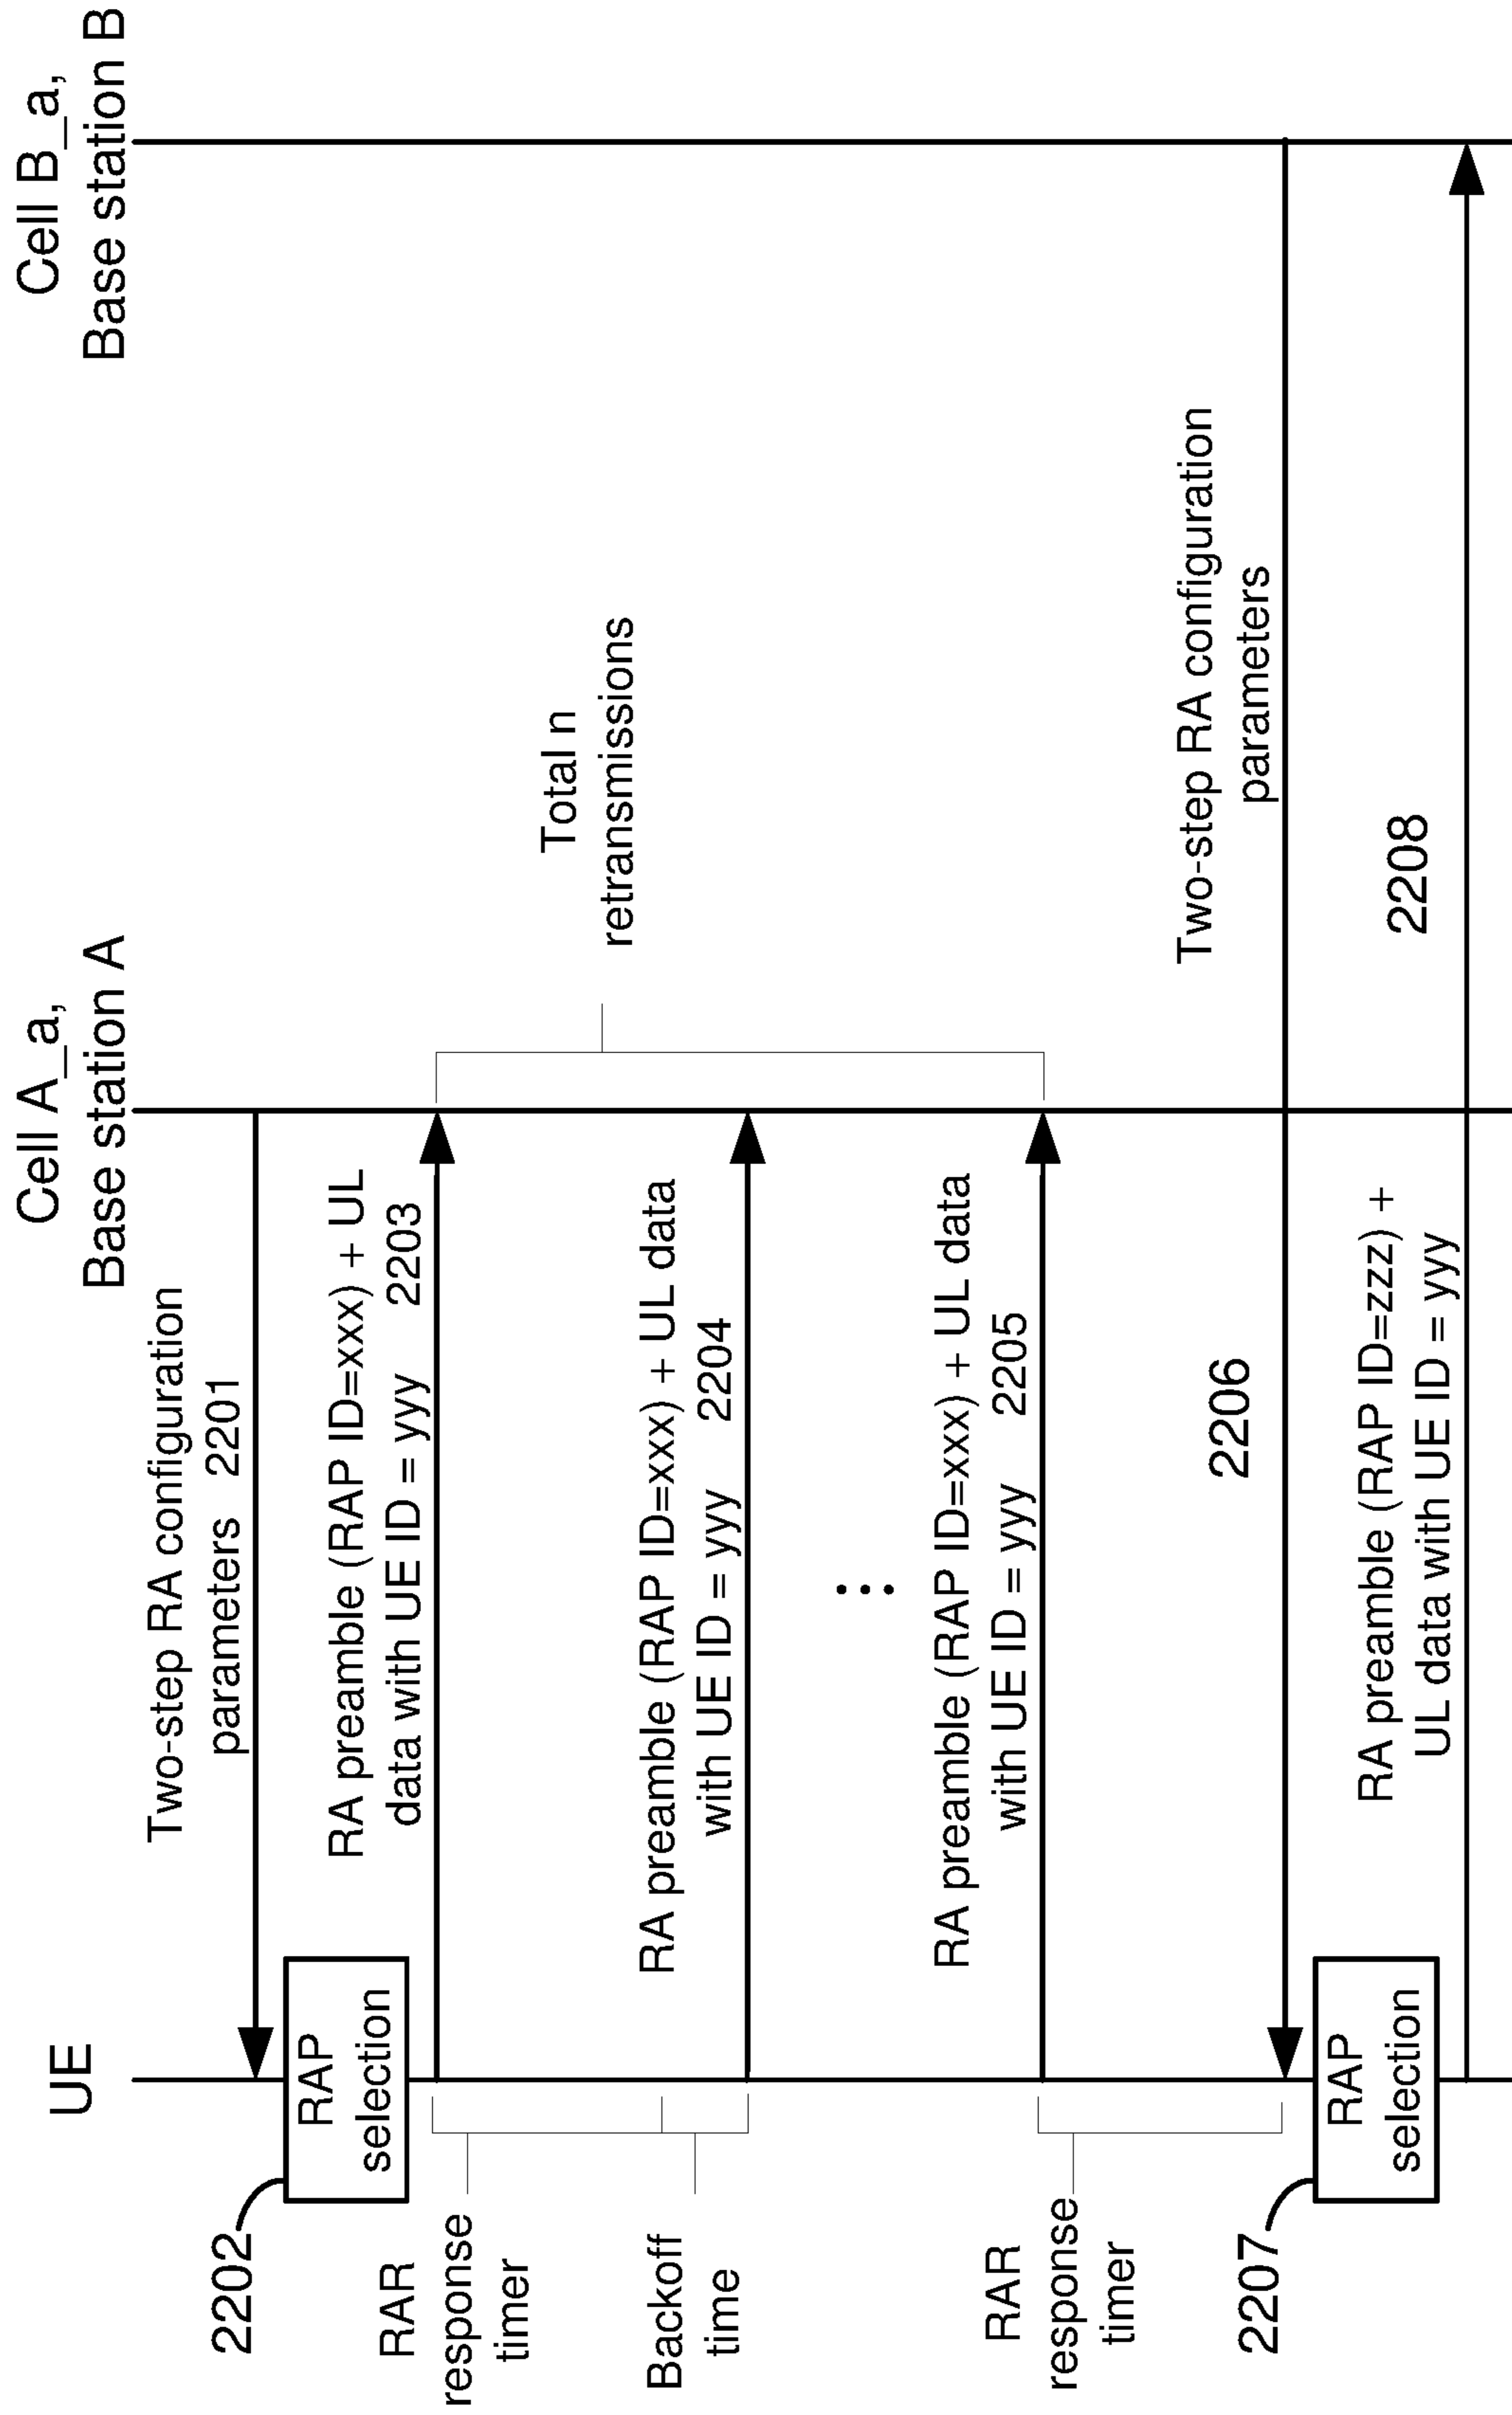 UE
Cell A_a,
Base station A
Cell B_a,
Base station B
Two-step RA configuration
parameters 2201
2202
RAP
selection
RA preamble (RAP ID=xxx) + UL
data with UE ID = yyy 2203
RAR
response
timer
Total n
retransmissions
Backoff
time
RA preamble (RAP ID=xxx) + UL data
with UE ID = yyy 2204
RA preamble (RAP ID=xxx) + UL data
with UE ID = yyy 2205
RAR
response
timer
2206
Two-step RA configuration
parameters
2207
RAP
selection
RA preamble (RAP ID=zzz) +
UL data with UE ID = yyy
2208